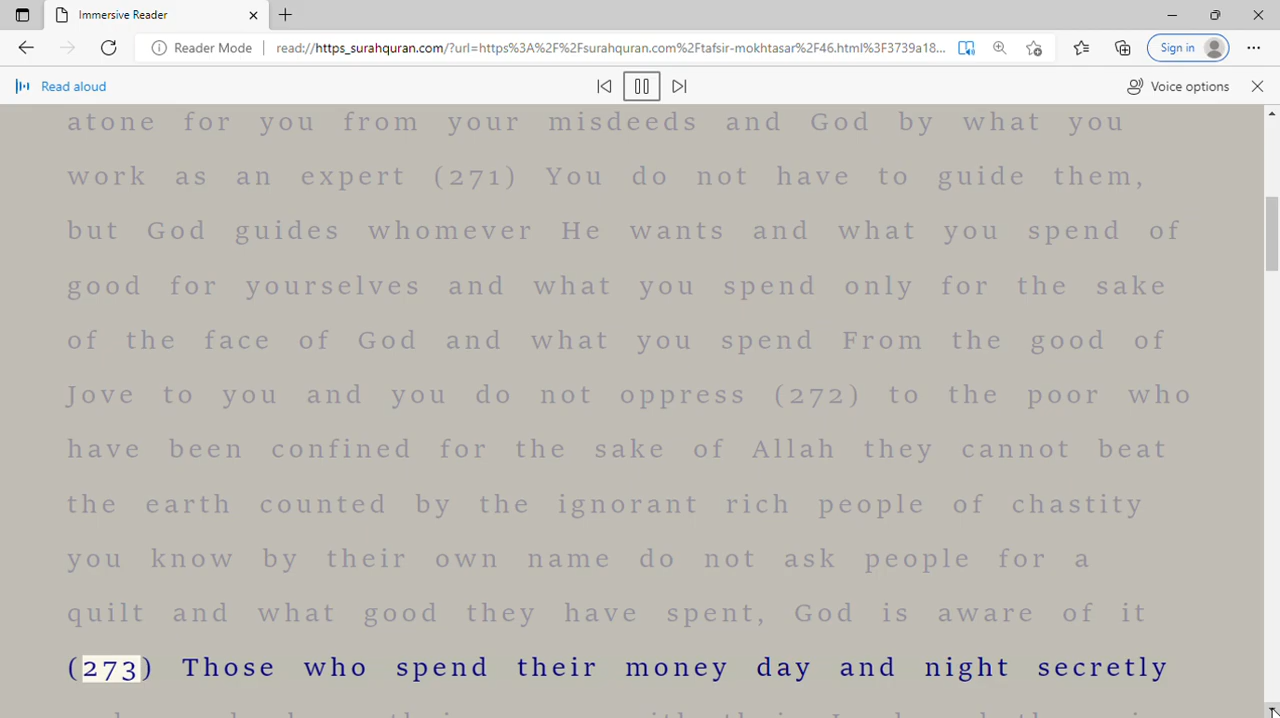 Immersive Reader
Reader Mode
read://https_surahquran.com/?url=https%3A%2F%2Fsurahquran.com%2Ftafsir-mokhtasar%2F46.html%3F3739a18...
Sign in
Read aloud
Voice options
atone for you from your misdeeds and God by what you
work as an expert (271) You do not have to guide them,
but God guides whomever He wants and what you spend of
good for yourselves and what you spend only for the sake
of the face of God and what you spend From the good of
Jove to you and you do not oppress (272) to the poor who
have been confined for the sake of Allah they cannot beat
the earth counted by the ignorant rich people of chastity
you know by their own name do not ask people for a
quilt and what good they have spent, God is aware of it
(273) Those who spend their money day and night secretly